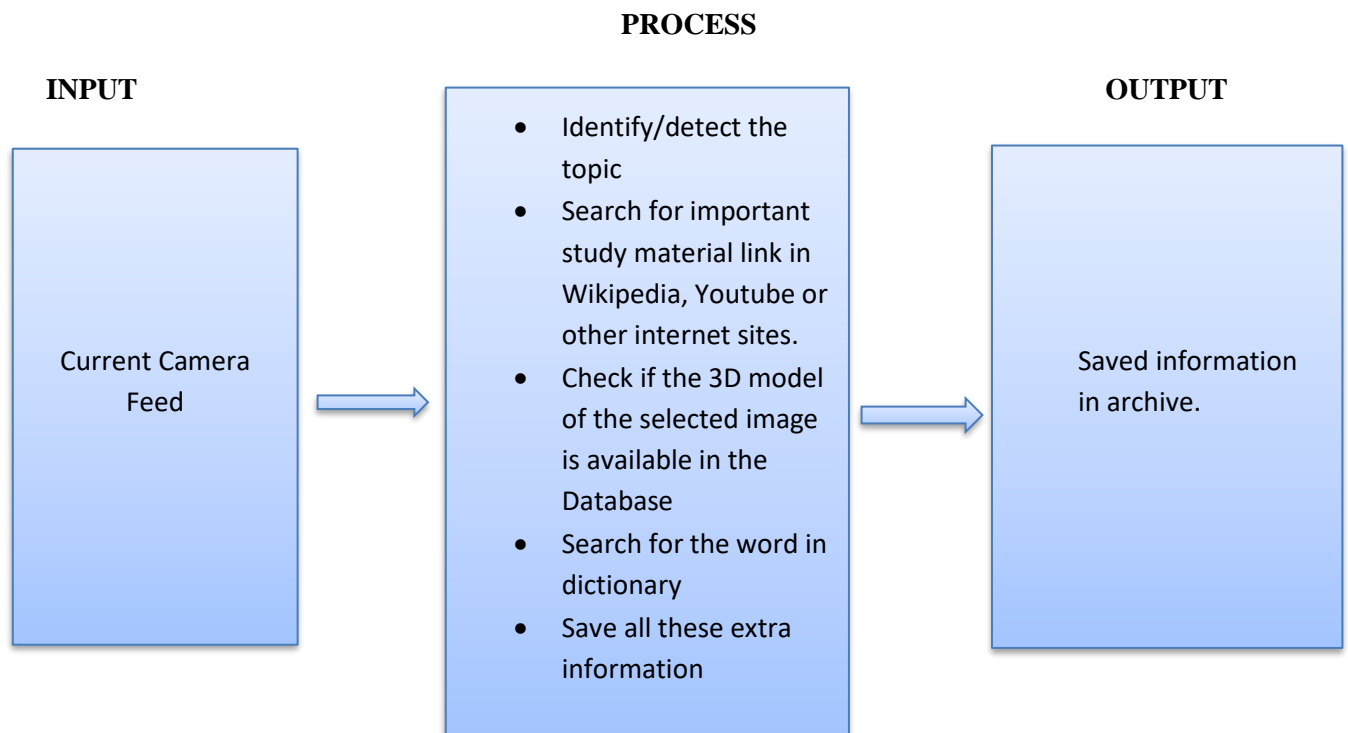 PROCESS
INPUT
OUTPUT
Current Camera
Feed
• Identify/detect the
topic
• Search for important
study material link in
Wikipedia, Youtube or
other internet sites.
• Check if the 3D model
of the selected image
is available in the
Database
• Search for the word in
dictionary
• Save all these extra
information
Saved information
in archive.